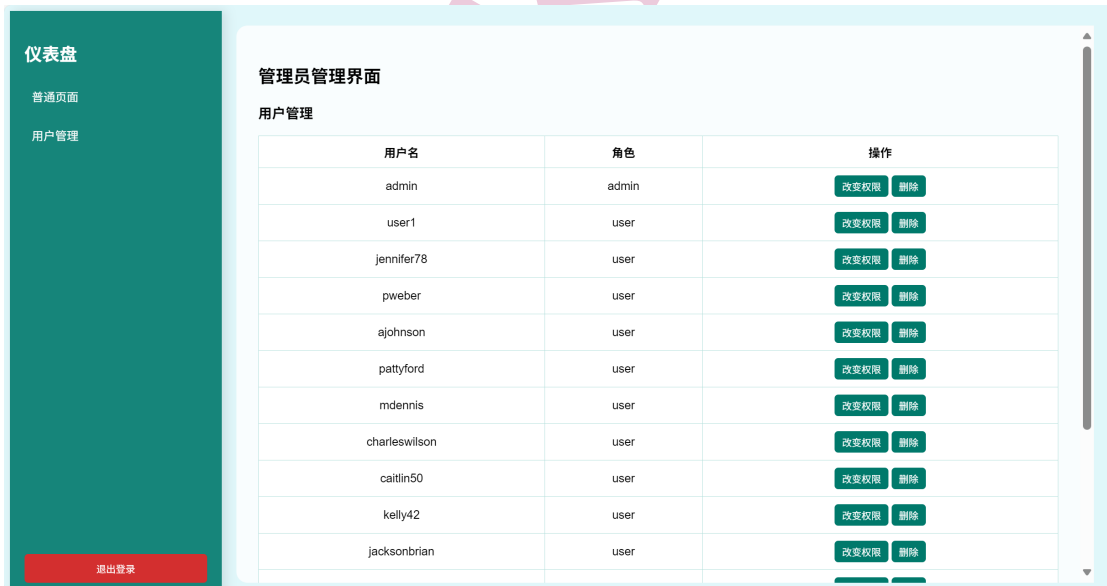 仪表盘
普通页面
用户管理
退出登录
管理员管理界面
用户管理
用户名 角色 操作
admin admin 改变权限 删除
user1 user 改变权限 删除
jennifer78 user 改变权限 删除
pweber user 改变权限 删除
ajohnson user 改变权限 删除
pattyford user 改变权限 删除
mdennis user 改变权限 删除
charleswilson user 改变权限 删除
caitlin50 user 改变权限 删除
kelly42 user 改变权限 删除
jacksonbrian user 改变权限 删除